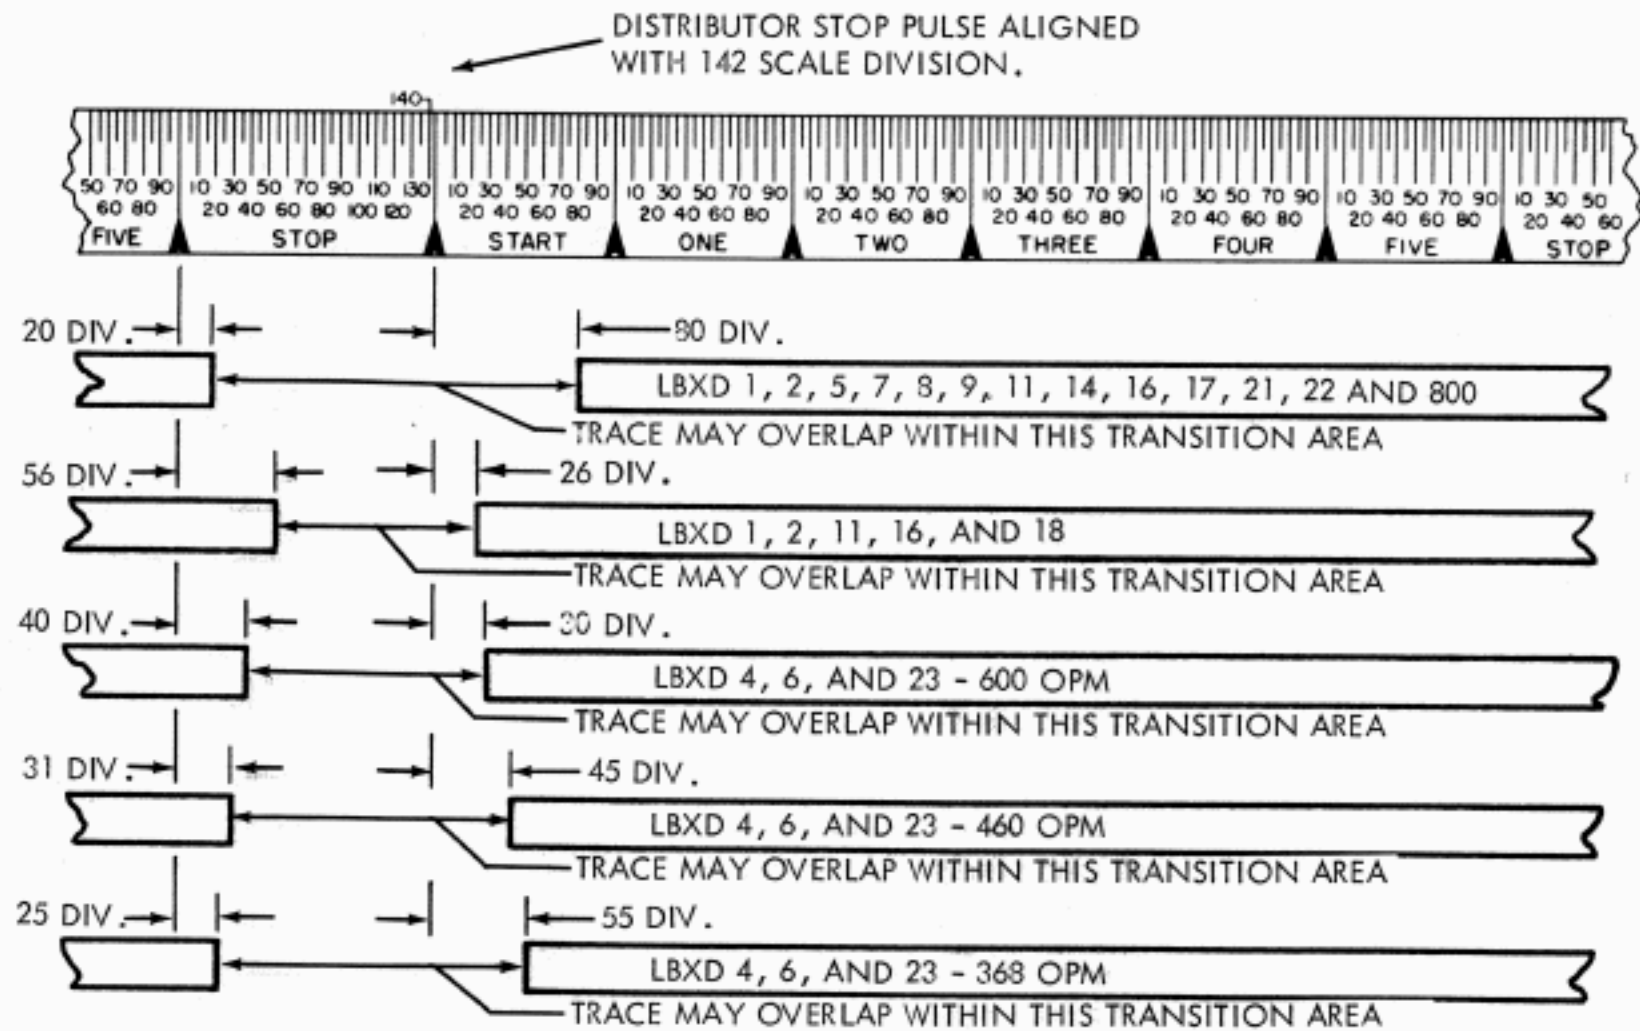 DISTRIBUTOR STOP PULSE ALIGNED
WITH 142 SCALE DIVISION.
140
50 70 90 10 30 50 70 90 110 130 10 30 50 70 90 10 30 50 70 90 10 30 50 70 90 10 30 50 70 90 10 30 50 70 90 10 30 50 70 90 10 30 50
60 80 20 40 60 80 100 120 20 40 60 80 20 40 60 80 20 40 60 80 20 40 60 80 20 40 60 80 20 40 60 80 20 40 60
FIVE STOP START ONE TWO THREE FOUR FIVE STOP
20 DIV. 80 DIV.
LBXD 1, 2, 5, 7, 8, 9, 11, 14, 16, 17, 21, 22 AND 800
TRACE MAY OVERLAP WITHIN THIS TRANSITION AREA
56 DIV. 26 DIV.
LBXD 1, 2, 11, 16, AND 18
TRACE MAY OVERLAP WITHIN THIS TRANSITION AREA
40 DIV. 30 DIV.
LBXD 4, 6, AND 23 - 600 OPM
TRACE MAY OVERLAP WITHIN THIS TRANSITION AREA
31 DIV. 45 DIV.
LBXD 4, 6, AND 23 - 460 OPM
TRACE MAY OVERLAP WITHIN THIS TRANSITION AREA
25 DIV. 55 DIV.
LBXD 4, 6, AND 23 - 368 OPM
TRACE MAY OVERLAP WITHIN THIS TRANSITION AREA